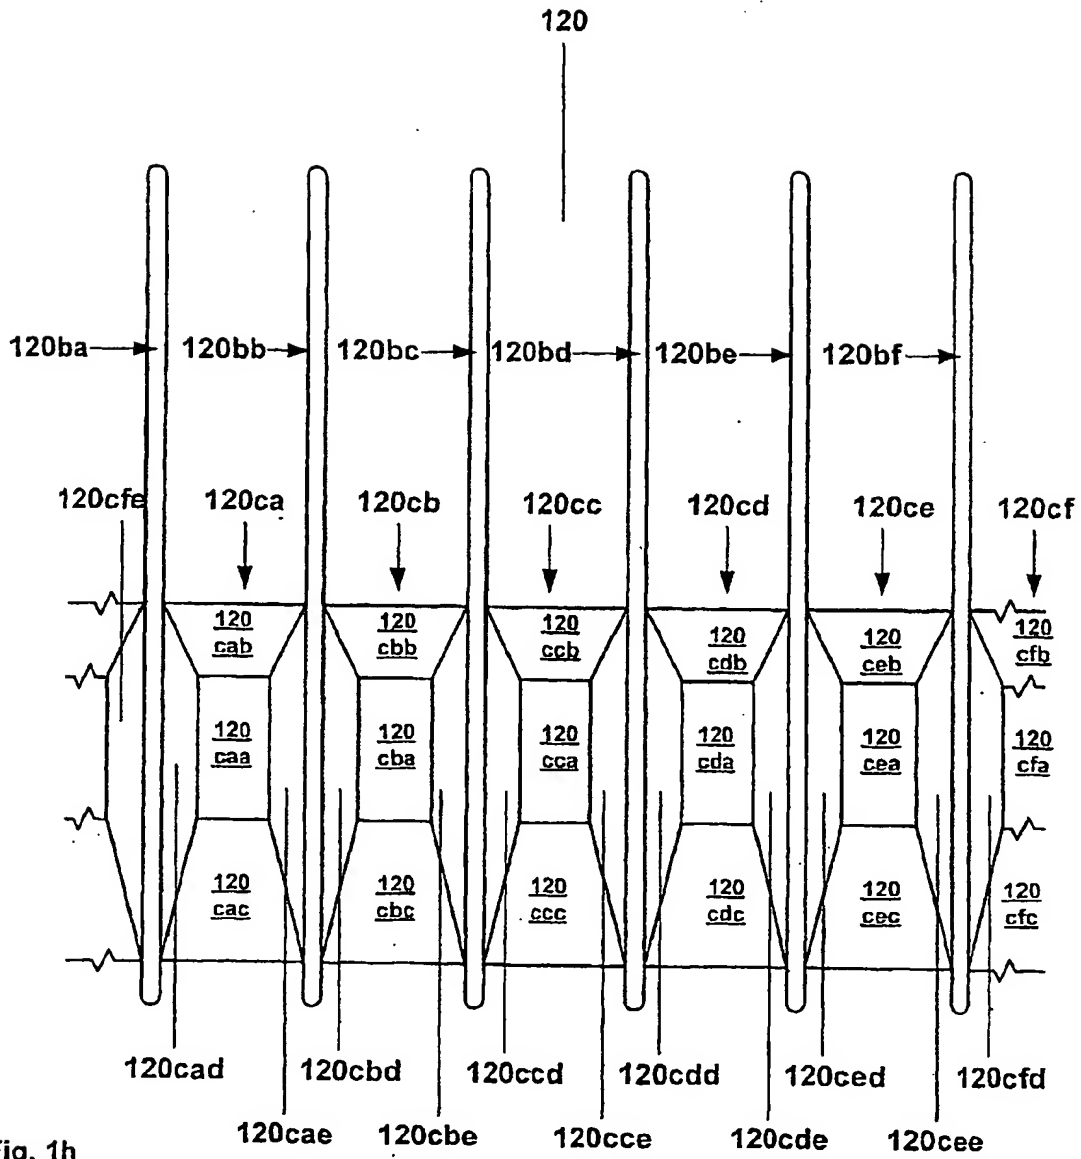 120
120ba 120bb 120bc 120bd 120be 120bf
120cfe 120ca 120cb 120cc 120cd 120ce 120cf
120 120 120 120 120 120
cab cbb ccb cdb ceb cfb
120 120 120 120 120 120
caa cba cca cda cea cfa
120 120 120 120 120 120
cac cbc ccc cdc cec cfc
120cad 120cbd 120ccd 120cdd 120ced 120cfd
120cae 120cbe 120cce 120cde 120cee
Fig. 1h